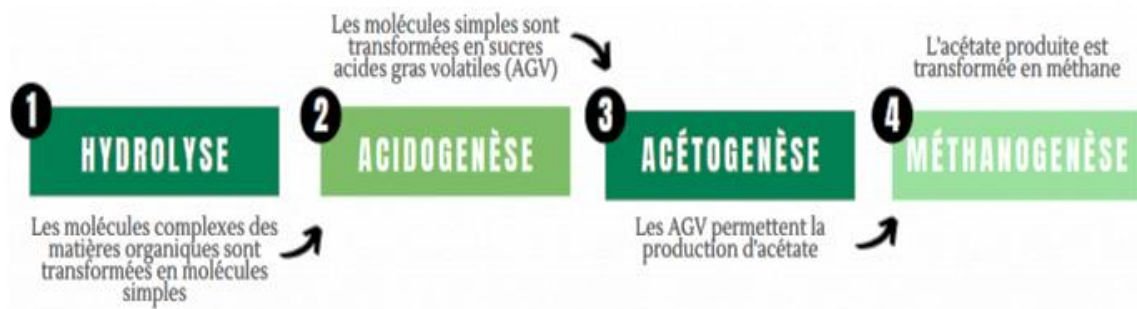 1
HYDROLYSE
Les molécules complexes des
matières organiques sont
transformées en molécules
simples
Les molécules simples sont
transformées en sucres
acides gras volatiles (AGV)
2
ACIDOGENÈSE
3
ACÉTOGENÈSE
Les AGV permettent la
production d'acétate
L'acétate produite est
transformée en méthane
4
MÉTHANOGENÈSE